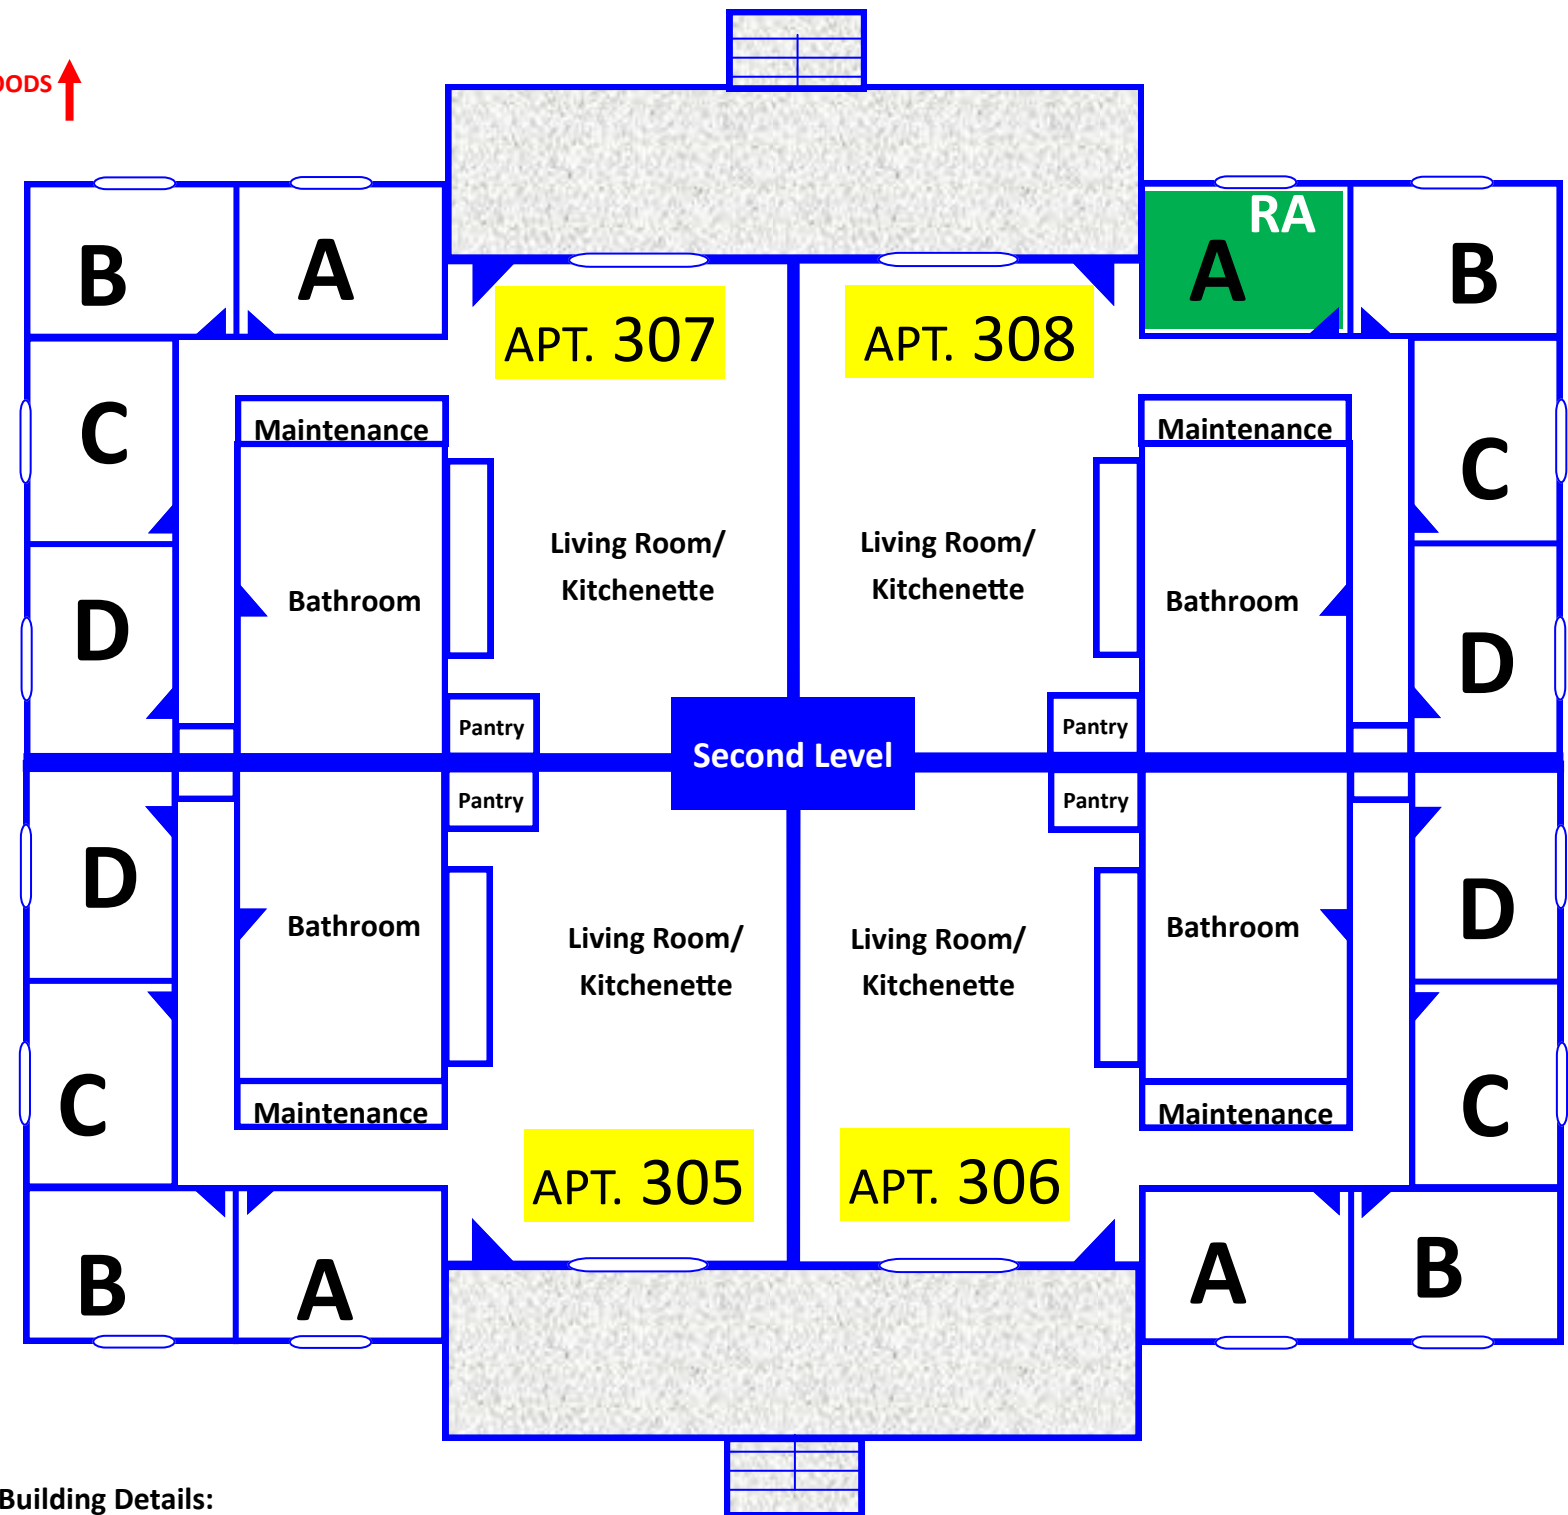 OODS
RA
B
A
A
B
APT. 307
APT. 308
C
Maintenance
Maintenance
C
Living Room/
Kitchenette
Living Room/
Kitchenette
D
Bathroom
Bathroom
D
Pantry
Pantry
Second Level
Pantry
Pantry
D
Bathroom
Living Room/
Kitchenette
Living Room/
Kitchenette
Bathroom
D
C
Maintenance
Maintenance
C
APT. 305
APT. 306
B
A
A
B
Building Details: